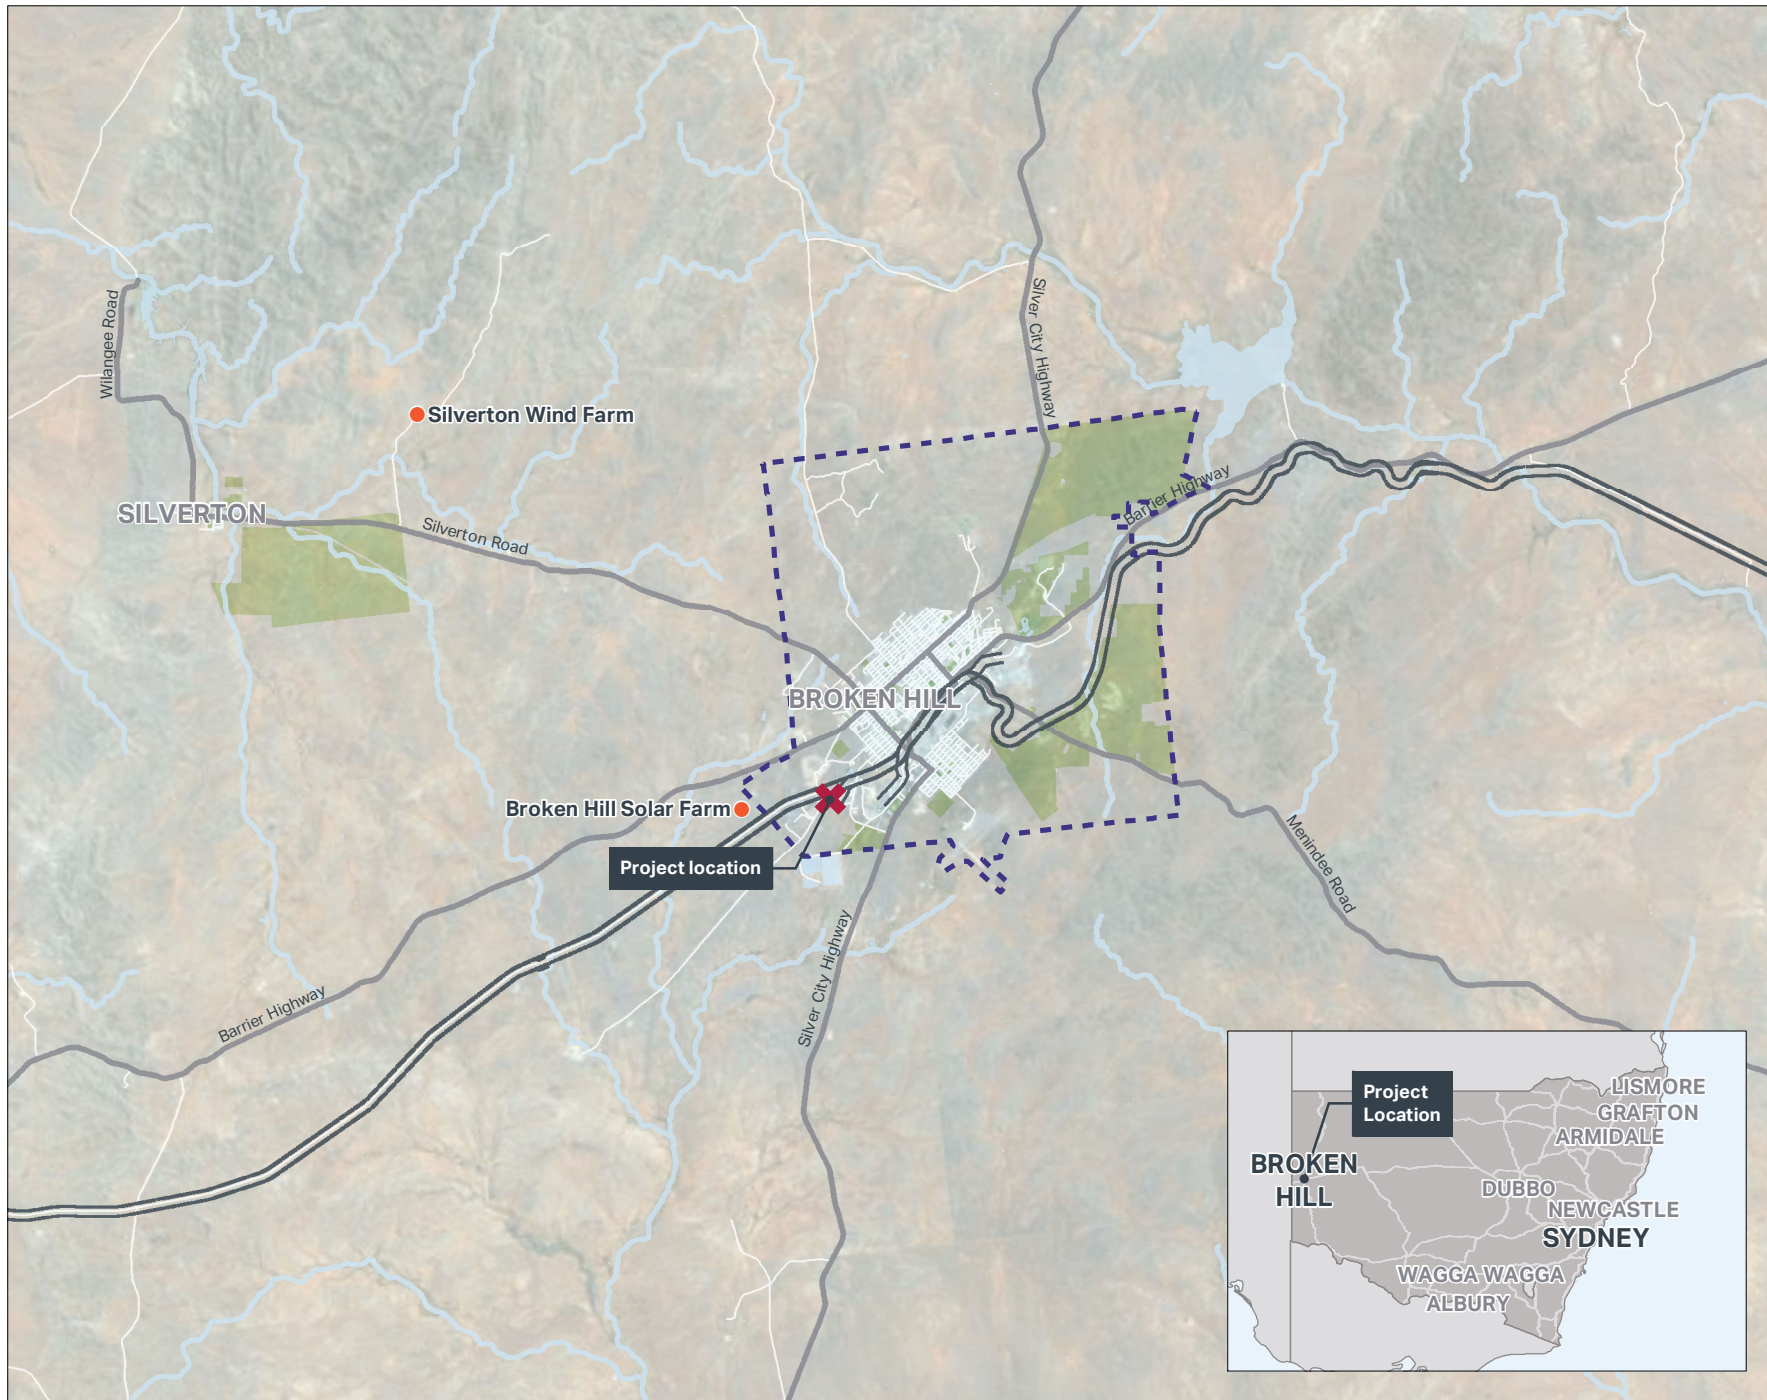 Silver City Highway
Wilangee Road
Silverton Wind Farm
Barrier Highway
SILVERTON
Silverton Road
BROKEN HILL
Broken Hill Solar Farm
Project location
Menindee Road
Silver City Highway
Barrier Highway
Project
Location
LISMORE
GRAFTON
ARMIDALE
BROKEN
HILL
DUBBO
NEWCASTLE
SYDNEY
WAGGA WAGGA
ALBURY